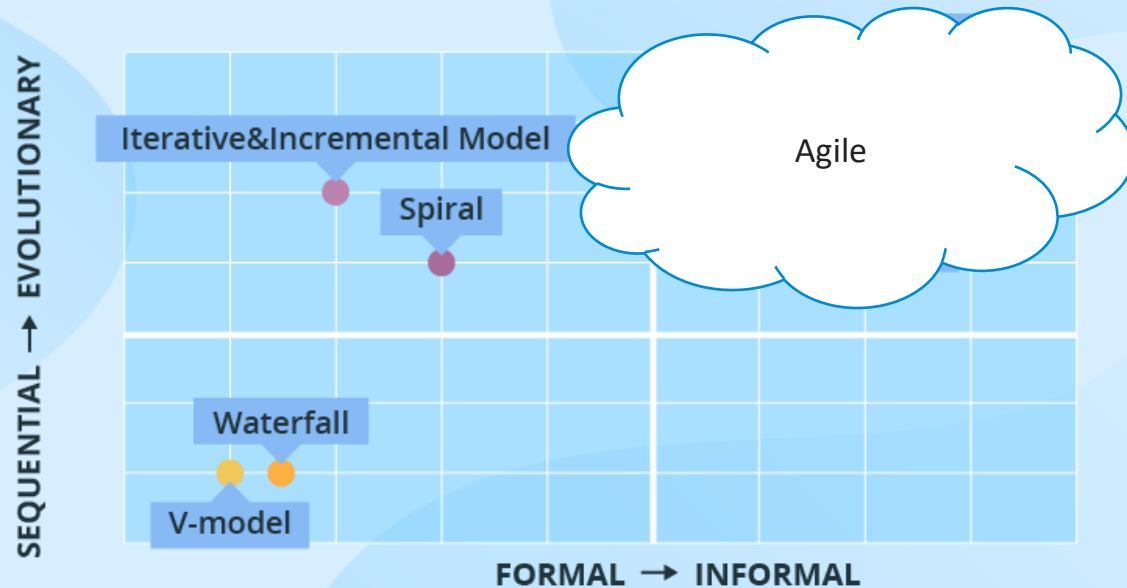 Iterative&Incremental Model
Agile
Spiral
Waterfall
V-model
SEQUENTIAL → EVOLUTIONARY
FORMAL → INFORMAL